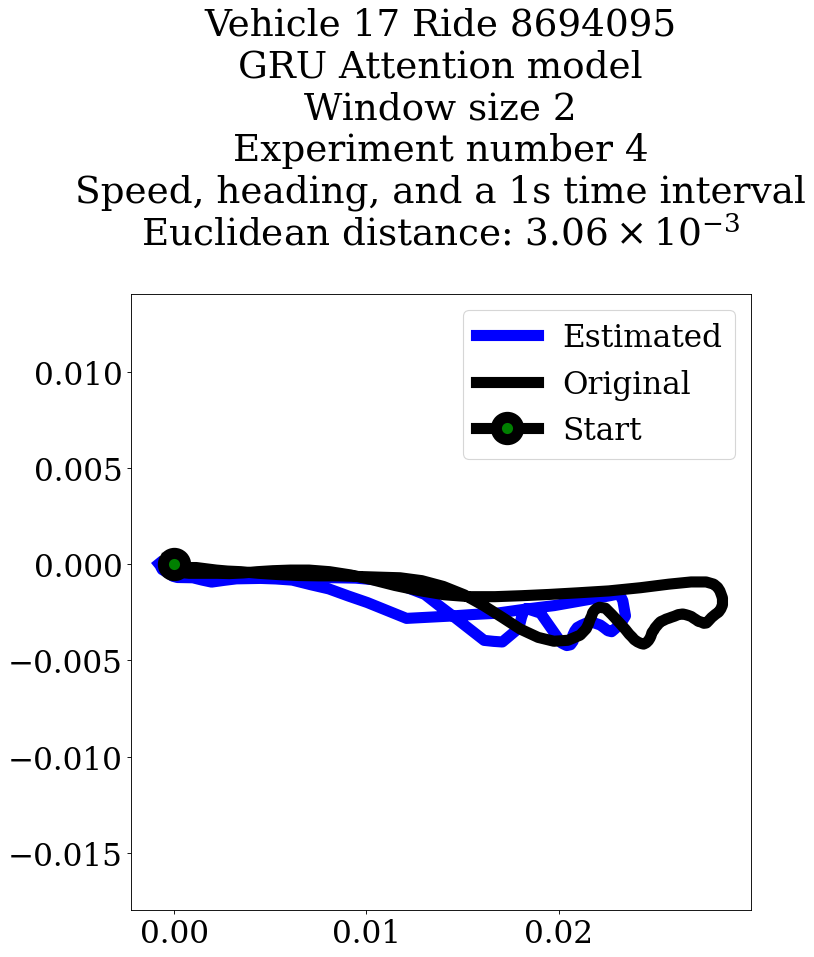 Vehicle 17 Ride 8694095
GRU Attention model
Window size 2
Experiment number 4
Speed, heading, and a 1s time interval
Euclidean distance: 3.06 × 10⁻³
Estimated
Original
Start
0.010
0.005
0.000
−0.005
−0.010
−0.015
0.00 0.01 0.02